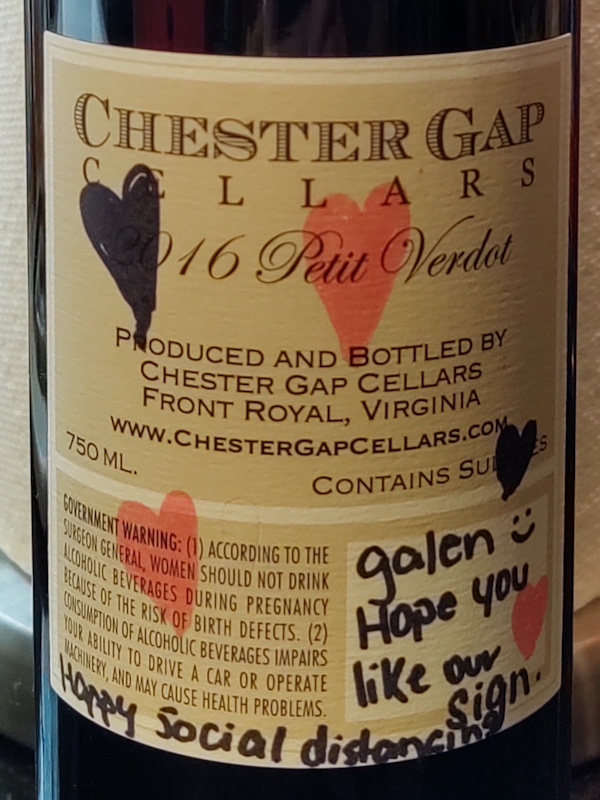 CHESTER GAP
CELLARS
2016 Petit Verdot
PRODUCED AND BOTTLED BY
CHESTER GAP CELLARS
FRONT ROYAL, VIRGINIA
WWW.CHESTERGAPCELLARS.COM
750 ML.
CONTAINS SULFITES
GOVERNMENT WARNING: (1) ACCORDING TO THE
SURGEON GENERAL, WOMEN SHOULD NOT DRINK
ALCOHOLIC BEVERAGES DURING PREGNANCY
BECAUSE OF THE RISK OF BIRTH DEFECTS. (2)
CONSUMPTION OF ALCOHOLIC BEVERAGES IMPAIRS
YOUR ABILITY TO DRIVE A CAR OR OPERATE
MACHINERY, AND MAY CAUSE HEALTH PROBLEMS.
galen
Hope you
like our
sign.
Happy social distancing